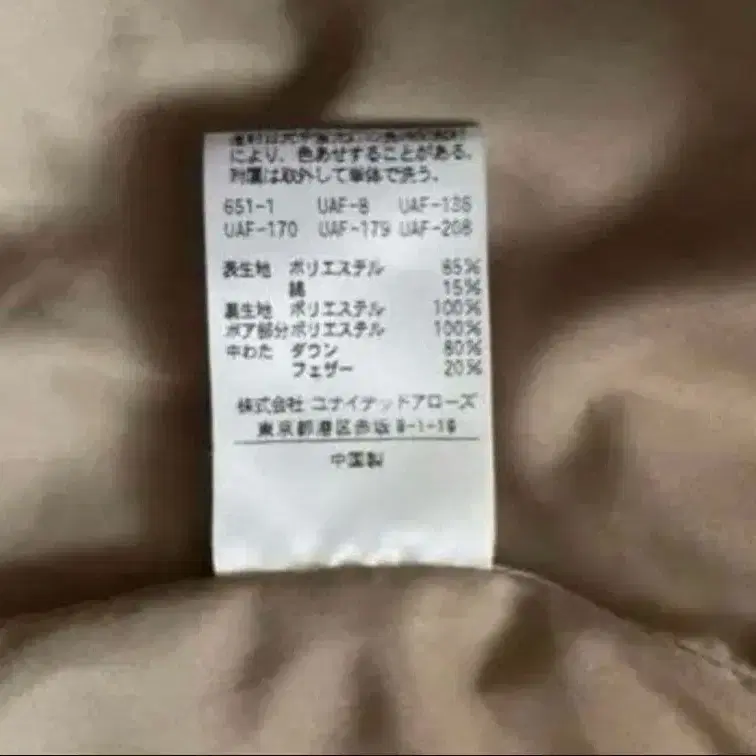 により、色あせすることがある。
附属は取外して単体で洗う。
651-1 UAF-8 UAF-136
UAF-170 UAF-179 UAF-208
表生地 ポリエステル 85%
綿 15%
裏生地 ポリエステル 100%
ボア部分 ポリエステル 100%
中わた ダウン 80%
フェザー 20%
株式会社 ユナイテッドアローズ
東京都港区赤坂 8-1-19
中国製